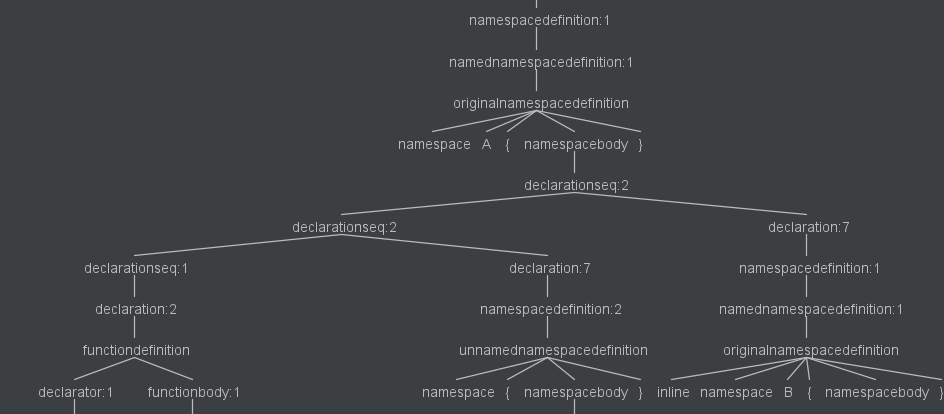 namespacedefinition:1
namednamespacedefinition:1
originalnamespacedefinition
namespace A { namespacebody }
declarationseq:2
declarationseq:2 declaration:7
declarationseq:1 declaration:7 namespacedefinition:1
declaration:2 namespacedefinition:2 namednamespacedefinition:1
functiondefinition unnamednamespacedefinition originalnamespacedefinition
declarator:1 functionbody:1 namespace { namespacebody } inline namespace B { namespacebody }